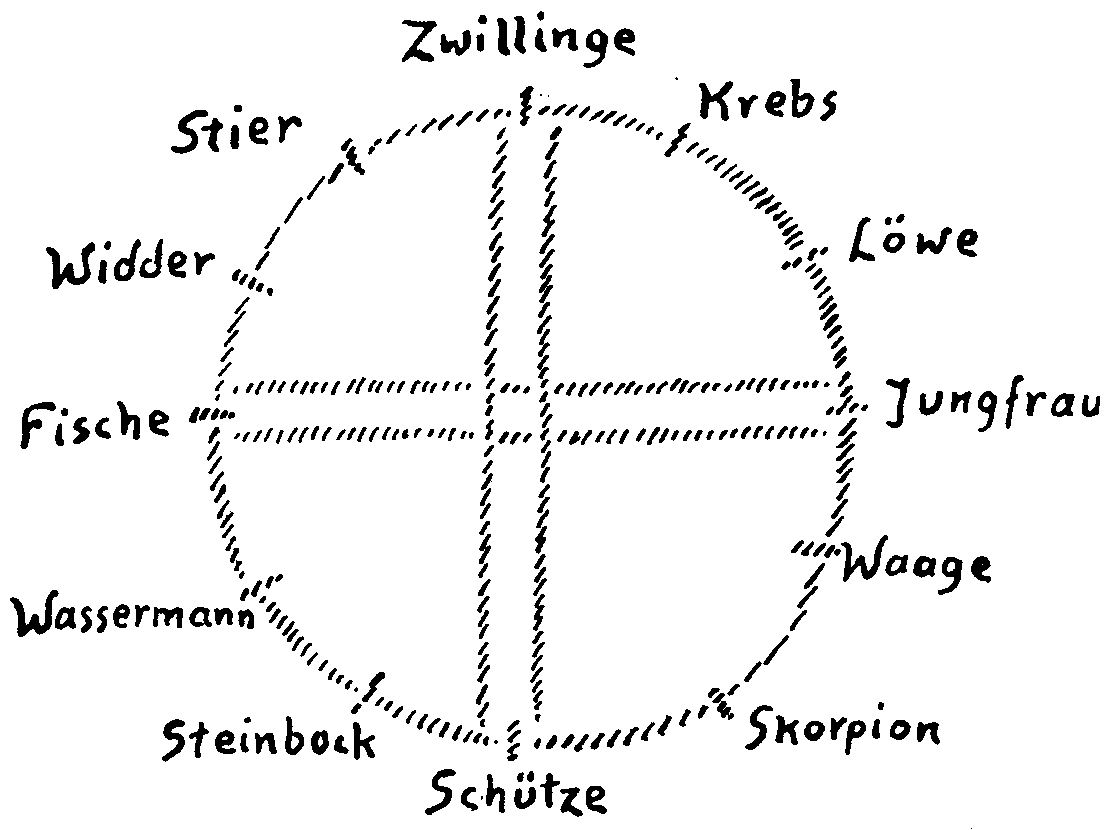 Zwillinge
Krebs
Stier
Löwe
Widder
Jungfrau
Fische
Waage
Wassermann
Skorpion
Steinbock
Schütze